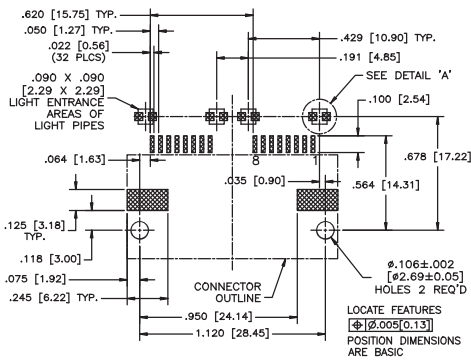 .620 [15.75] TYP.
.050 [1.27] TYP.
.022 [0.56]
(32 PLCS)
.090 X .090
[2.29 X 2.29]
LIGHT ENTRANCE
AREAS OF
LIGHT PIPES
.429 [10.90] TYP.
.191 [4.85]
SEE DETAIL 'A'
.100 [2.54]
8
1
.064 [1.63]
.678 [17.22]
.035 [0.90]
.564 [14.31]
.125 [3.18]
TYP.
.118 [3.00]
.075 [1.92]
.245 [6.22] TYP.
CONNECTOR
OUTLINE
.950 [24.14]
1.120 [28.45]
ø.106±.002
[ø2.69±0.05]
HOLES 2 REQ'D
LOCATE FEATURES
⌖ ø.005[0.13]
POSITION DIMENSIONS
ARE BASIC